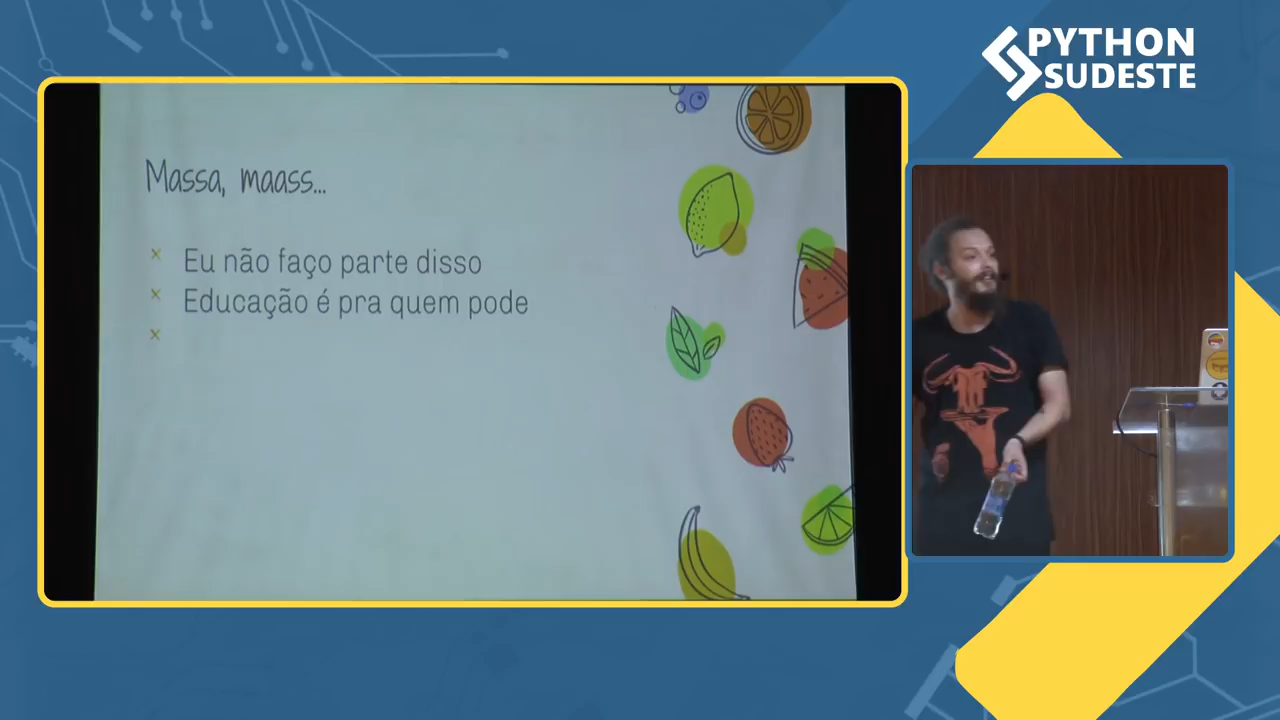 PYTHON
SUDESTE
Massa, maass...
Eu não faço parte disso
Educação é pra quem pode